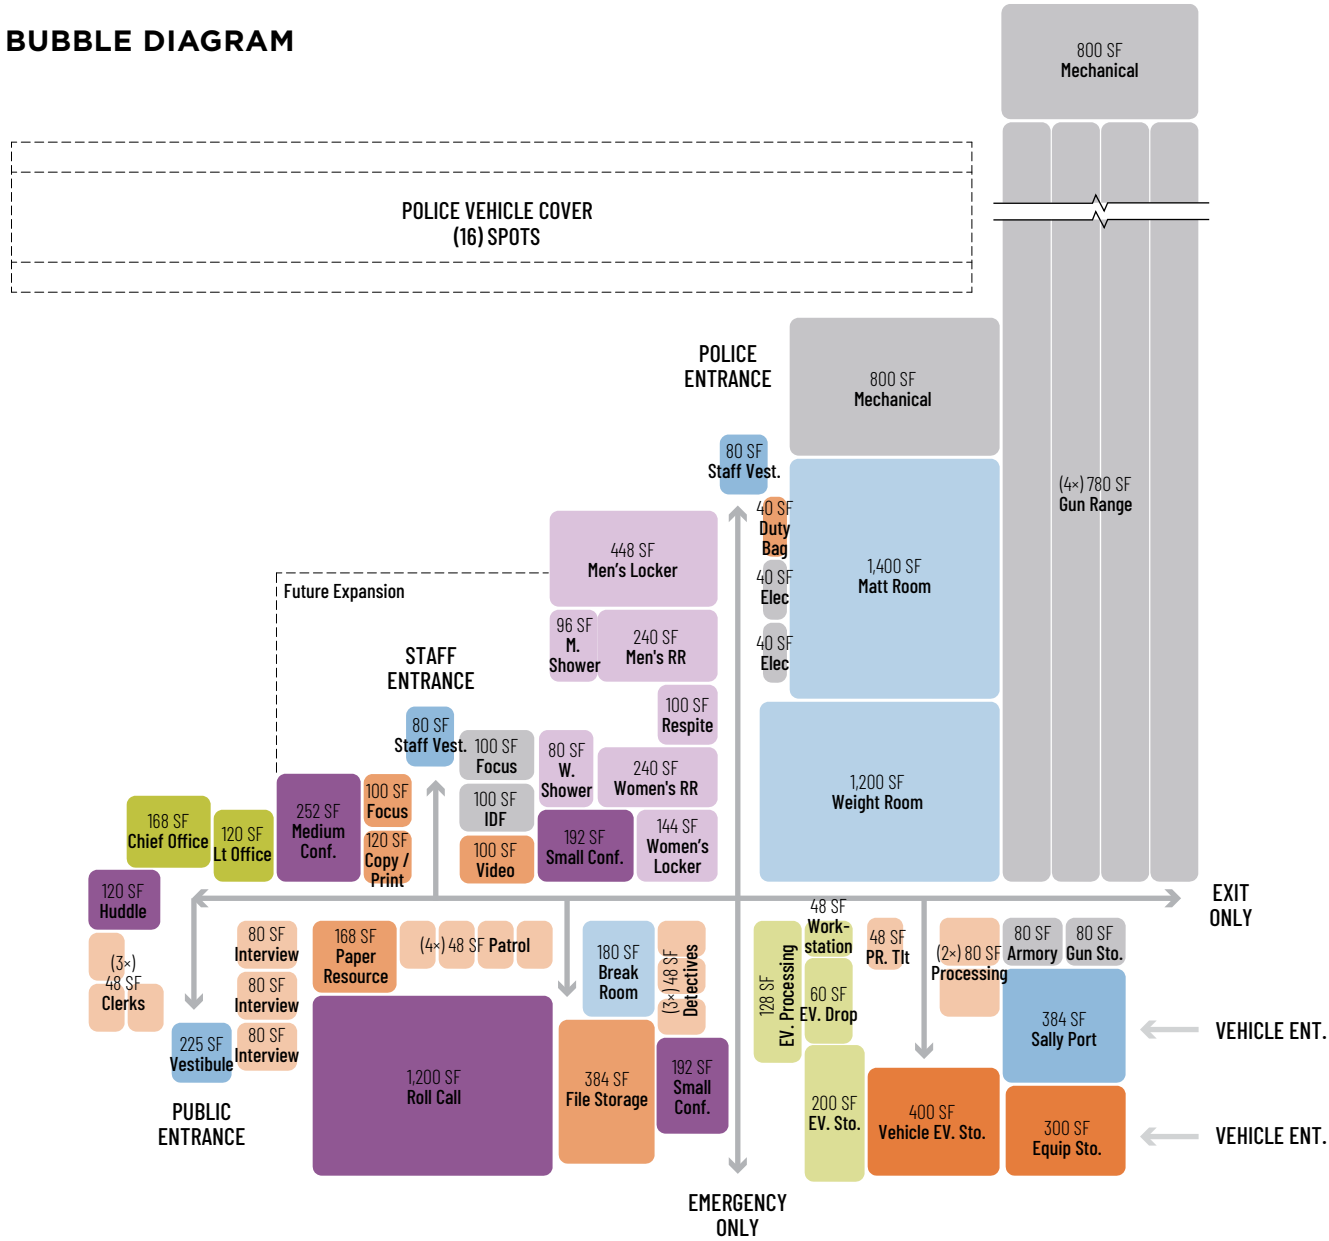 BUBBLE DIAGRAM
800 SF
Mechanical
POLICE VEHICLE COVER
(16) SPOTS
POLICE
ENTRANCE
800 SF
Mechanical
80 SF
Staff Vest.
(4×) 780 SF
Gun Range
40 SF
Duty
Bag
448 SF
Men's Locker
1,400 SF
Matt Room
40 SF
Elec
Future Expansion
96 SF
M.
Shower
240 SF
Men's RR
40 SF
Elec
STAFF
ENTRANCE
100 SF
Respite
80 SF
Staff Vest.
100 SF
Focus
80 SF
W.
Shower
240 SF
Women's RR
1,200 SF
Weight Room
168 SF
Chief Office
120 SF
Lt Office
252 SF
Medium
Conf.
100 SF
Focus
120 SF
Copy /
Print
100 SF
IDF
100 SF
Video
192 SF
Small Conf.
144 SF
Women's
Locker
120 SF
Huddle
EXIT
ONLY
(3×)
48 SF
Clerks
80 SF
Interview
80 SF
Interview
80 SF
Interview
168 SF
Paper
Resource
(4×) 48 SF Patrol
180 SF
Break
Room
(3×) 48 SF
Detectives
128 SF
EV. Processing
48 SF
Work-
station
60 SF
EV. Drop
48 SF
PR. Tlt
(2×) 80 SF
Processing
80 SF
Armory
80 SF
Gun Sto.
225 SF
Vestibule
384 SF
Sally Port
VEHICLE ENT.
1,200 SF
Roll Call
384 SF
File Storage
192 SF
Small
Conf.
200 SF
EV. Sto.
400 SF
Vehicle EV. Sto.
300 SF
Equip Sto.
VEHICLE ENT.
PUBLIC
ENTRANCE
EMERGENCY
ONLY